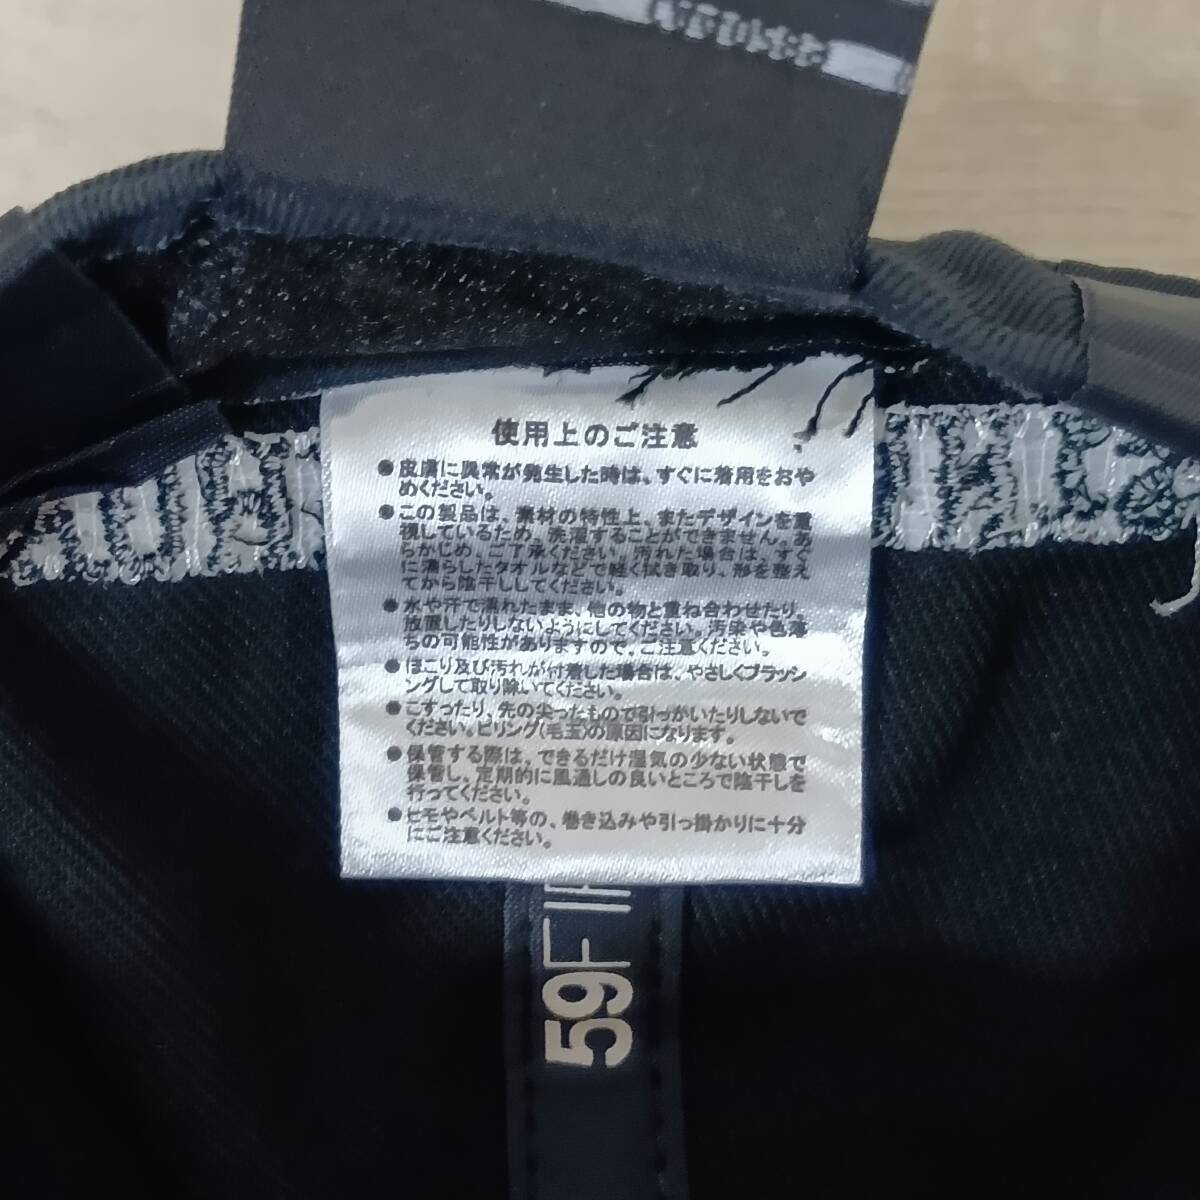 使用上のご注意
●皮膚に異常が発生した時は、すぐに着用をおや
めください。
●この製品は、素材の特性上、またデザインを重
視しているため、洗濯することができません。あ
らかじめ、ご了承ください。汚れた場合は、すぐ
に濡らしたタオルなどで軽く拭き取り、形を整え
てから陰干ししてください。
●水や汗で濡れたまま、他の物と重ね合わせたり、
放置したりしないようにしてください。汚染や色落
ちの可能性がありますので、ご注意ください。
●ほこり及び汚れが付着した場合は、やさしくブラッシ
ングして取り除いてください。
●こすったり、先の尖ったもので引っかいたりしないで
ください。ピリング(毛玉)の原因になります。
●保管する際は、できるだけ湿気の少ない状態で
保管し、定期的に風通しの良いところで陰干しを
行ってください。
●ヒモやベルト等の、巻き込みや引っ掛かりに十分
にご注意ください。
59FIF